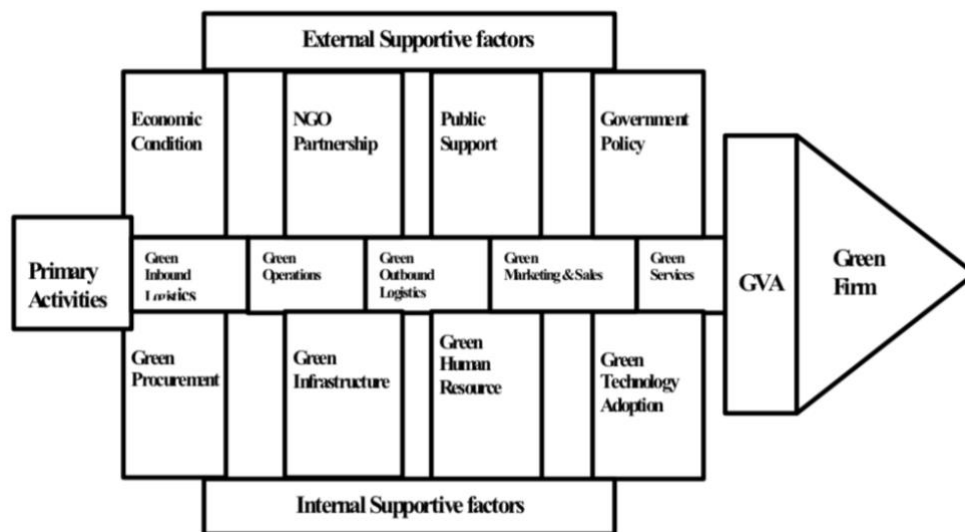 External Supportive factors
Economic
Condition
NGO
Partnership
Public
Support
Government
Policy
Primary
Activities
Green
Inbound
Logistics
Green
Operations
Green
Outbound
Logistics
Green
Marketing & Sales
Green
Services
GVA
Green
Firm
Green
Procurement
Green
Infrastructure
Green
Human
Resource
Green
Technology
Adoption
Internal Supportive factors